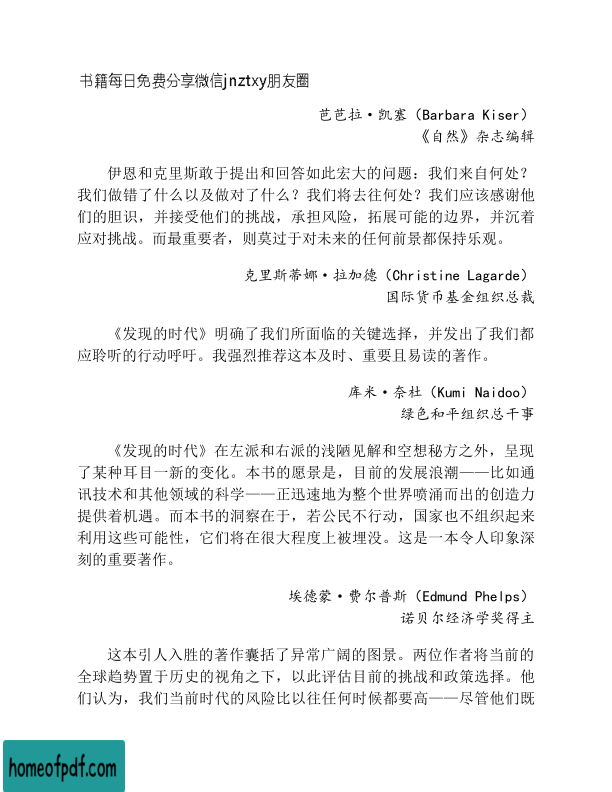 书籍每日免费分享微信jnztxy朋友圈
芭芭拉·凯塞（Barbara Kiser）
《自然》杂志编辑
伊恩和克里斯敢于提出和回答如此宏大的问题：我们来自何处？
我们做错了什么以及做对了什么？我们将去往何处？我们应该感谢他
们的胆识，并接受他们的挑战，承担风险，拓展可能的边界，并沉着
应对挑战。而最重要者，则莫过于对未来的任何前景都保持乐观。
克里斯蒂娜·拉加德（Christine Lagarde）
国际货币基金组织总裁
《发现的时代》明确了我们所面临的关键选择，并发出了我们都
应聆听的行动呼吁。我强烈推荐这本及时、重要且易读的著作。
库米·奈杜（Kumi Naidoo）
绿色和平组织总干事
《发现的时代》在左派和右派的浅陋见解和空想秘方之外，呈现
了某种耳目一新的变化。本书的愿景是，目前的发展浪潮——比如通
讯技术和其他领域的科学——正迅速地为整个世界喷涌而出的创造力
提供着机遇。而本书的洞察在于，若公民不行动，国家也不组织起来
利用这些可能性，它们将在很大程度上被埋没。这是一本令人印象深
刻的重要著作。
埃德蒙·费尔普斯（Edmund Phelps）
诺贝尔经济学奖得主
这本引人入胜的著作囊括了异常广阔的图景。两位作者将当前的
全球趋势置于历史的视角之下，以此评估目前的挑战和政策选择。他
们认为，我们当前时代的风险比以往任何时候都要高——尽管他们既
homeofpdf.com